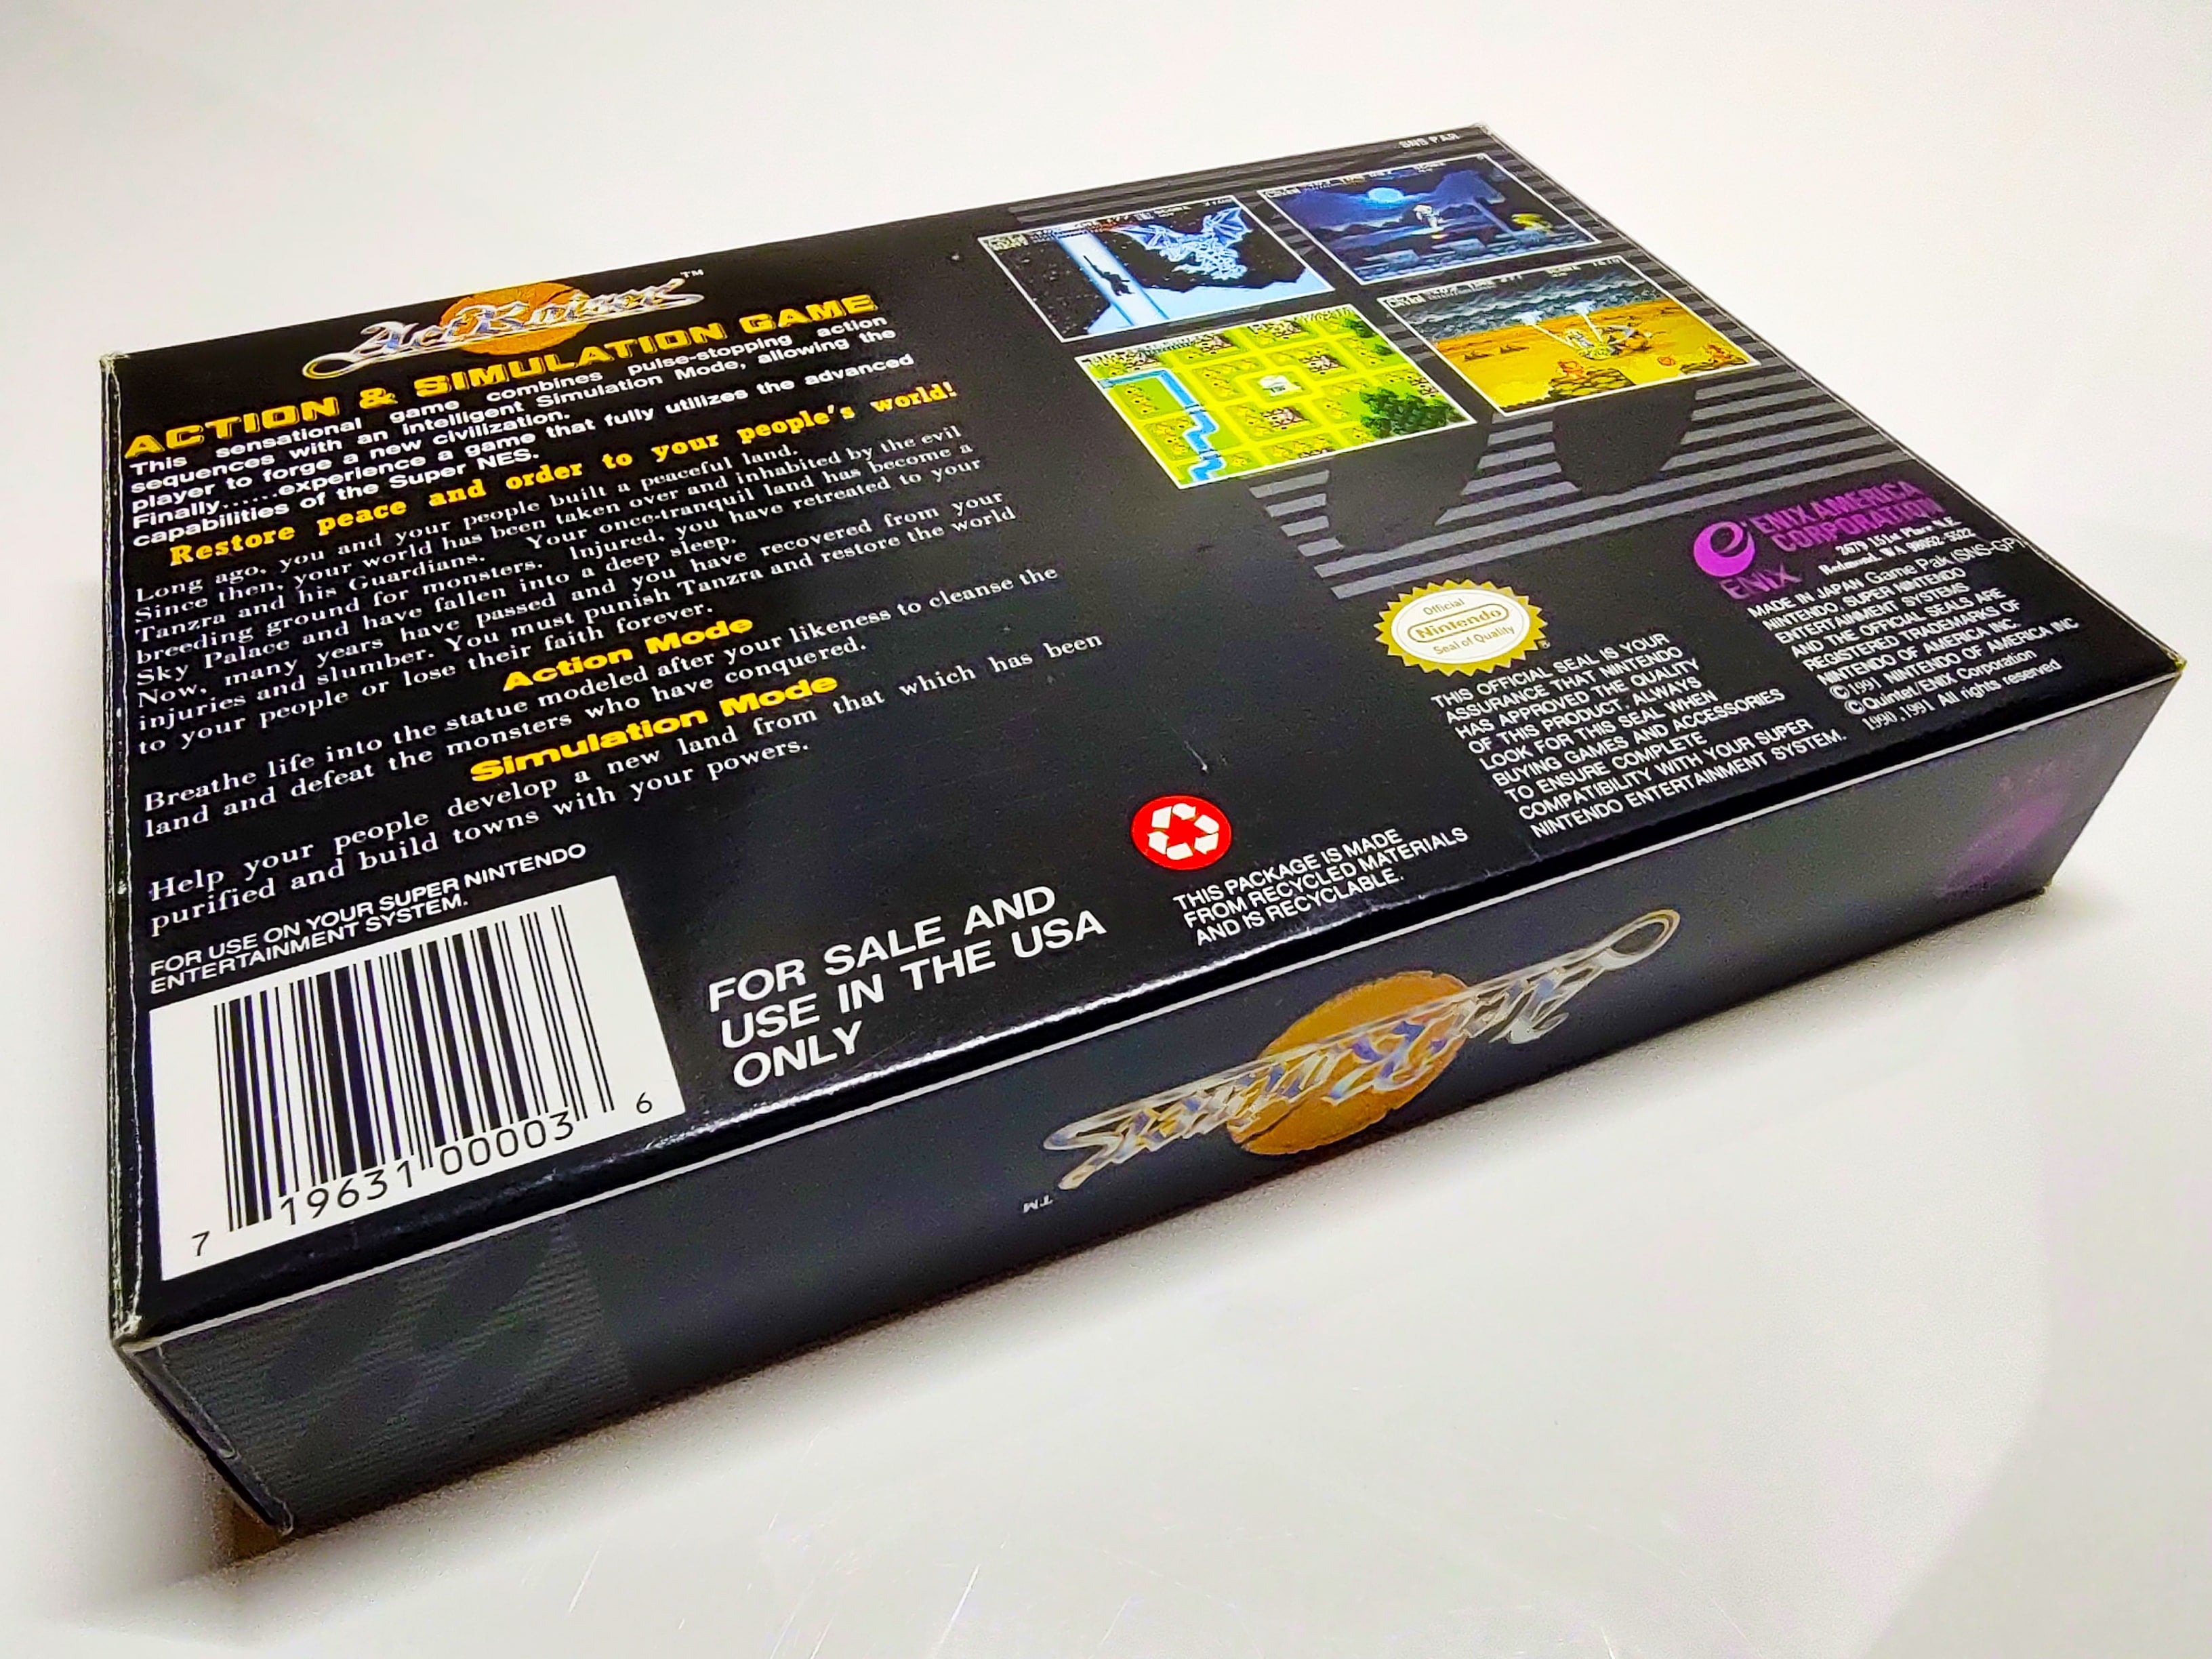 SNS P AR
ActRaiser™
ACTION & SIMULATION GAME
This sensational game combines pulse-stopping action
sequences with an Intelligent Simulation Mode, allowing the
player to forge a new civilization.
Finally.....experience a game that fully utilizes the advanced
capabilities of the Super NES.
Restore peace and order to your people's world!
Long ago, you and your people built a peaceful land.
Since then, your world has been taken over and inhabited by the evil
Tanzra and his Guardians. Your once-tranquil land has become a
breeding ground for monsters. Injured, you have retreated to your
Sky Palace and have fallen into a deep sleep.
Now, many years have passed and you have recovered from your
injuries and slumber. You must punish Tanzra and restore the world
to your people or lose their faith forever.
Action Mode
Breathe life into the statue modeled after your likeness to cleanse the
land and defeat the monsters who have conquered.
Simulation Mode
Help your people develop a new land from that which has been
purified and build towns with your powers.
FOR USE ON YOUR SUPER NINTENDO
ENTERTAINMENT SYSTEM.
7 19631 00003 6
FOR SALE AND
USE IN THE USA
ONLY
THIS PACKAGE IS MADE
FROM RECYCLED MATERIALS
AND IS RECYCLABLE.
Official
Nintendo®
Seal of Quality
THIS OFFICIAL SEAL IS YOUR
ASSURANCE THAT NINTENDO
HAS APPROVED THE QUALITY
OF THIS PRODUCT. ALWAYS
LOOK FOR THIS SEAL WHEN
BUYING GAMES AND ACCESSORIES
TO ENSURE COMPLETE
COMPATIBILITY WITH YOUR SUPER
NINTENDO ENTERTAINMENT SYSTEM.
ENIX
ENIX AMERICA
CORPORATION
2679 151st Place N.E.
Redmond, WA 98052-5522
MADE IN JAPAN Game Pak (SNS-GP)
NINTENDO, SUPER NINTENDO
ENTERTAINMENT SYSTEMS
AND THE OFFICIAL SEALS ARE
REGISTERED TRADEMARKS OF
NINTENDO OF AMERICA INC.
©1991 NINTENDO OF AMERICA INC
©Quintet/ENIX Corporation
1990 ,1991 All rights reserved
ActRaiser™